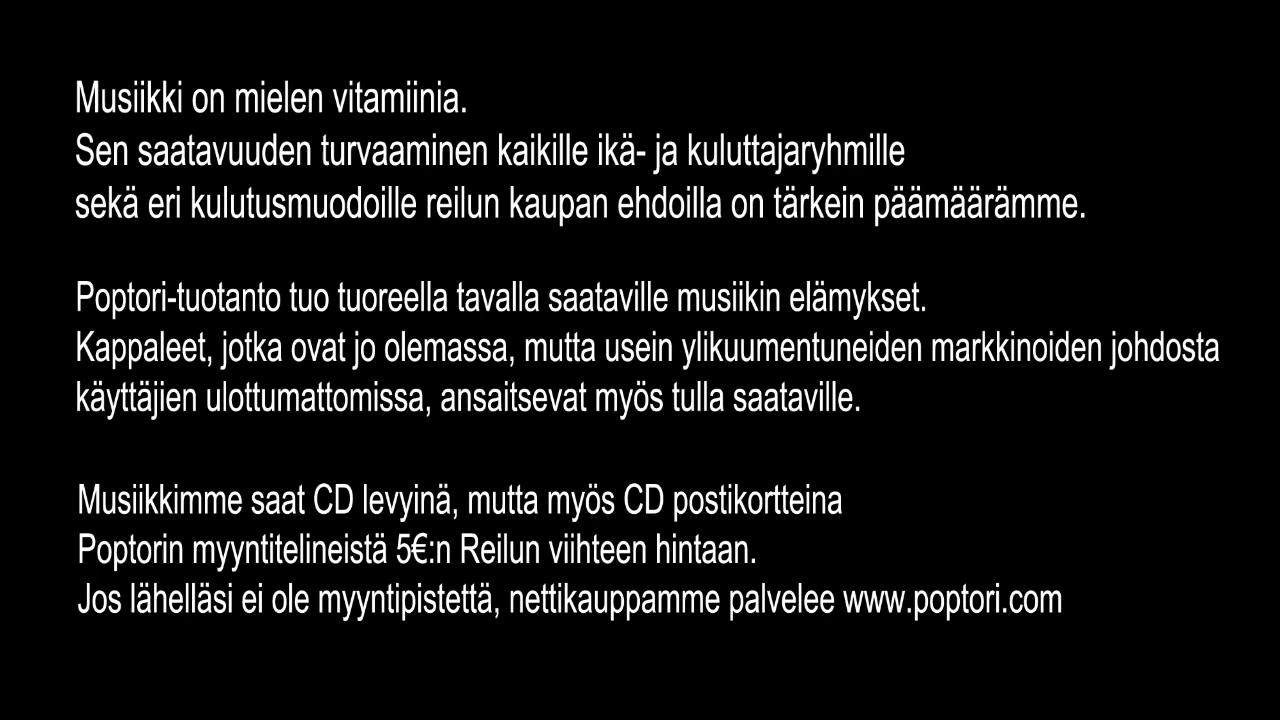 Musiikki on mielen vitamiinia.
Sen saatavuuden turvaaminen kaikille ikä- ja kuluttajaryhmille
sekä eri kulutusmuodoille reilun kaupan ehdoilla on tärkein päämäärämme.
Poptori-tuotanto tuo tuoreella tavalla saataville musiikin elämykset.
Kappaleet, jotka ovat jo olemassa, mutta usein ylikuumentuneiden markkinoiden johdosta
käyttäjien ulottumattomissa, ansaitsevat myös tulla saataville.
Musiikkimme saat CD levyinä, mutta myös CD postikortteina
Poptorin myyntitelineistä 5€:n Reilun viihteen hintaan.
Jos lähelläsi ei ole myyntipistettä, nettikauppamme palvelee www.poptori.com